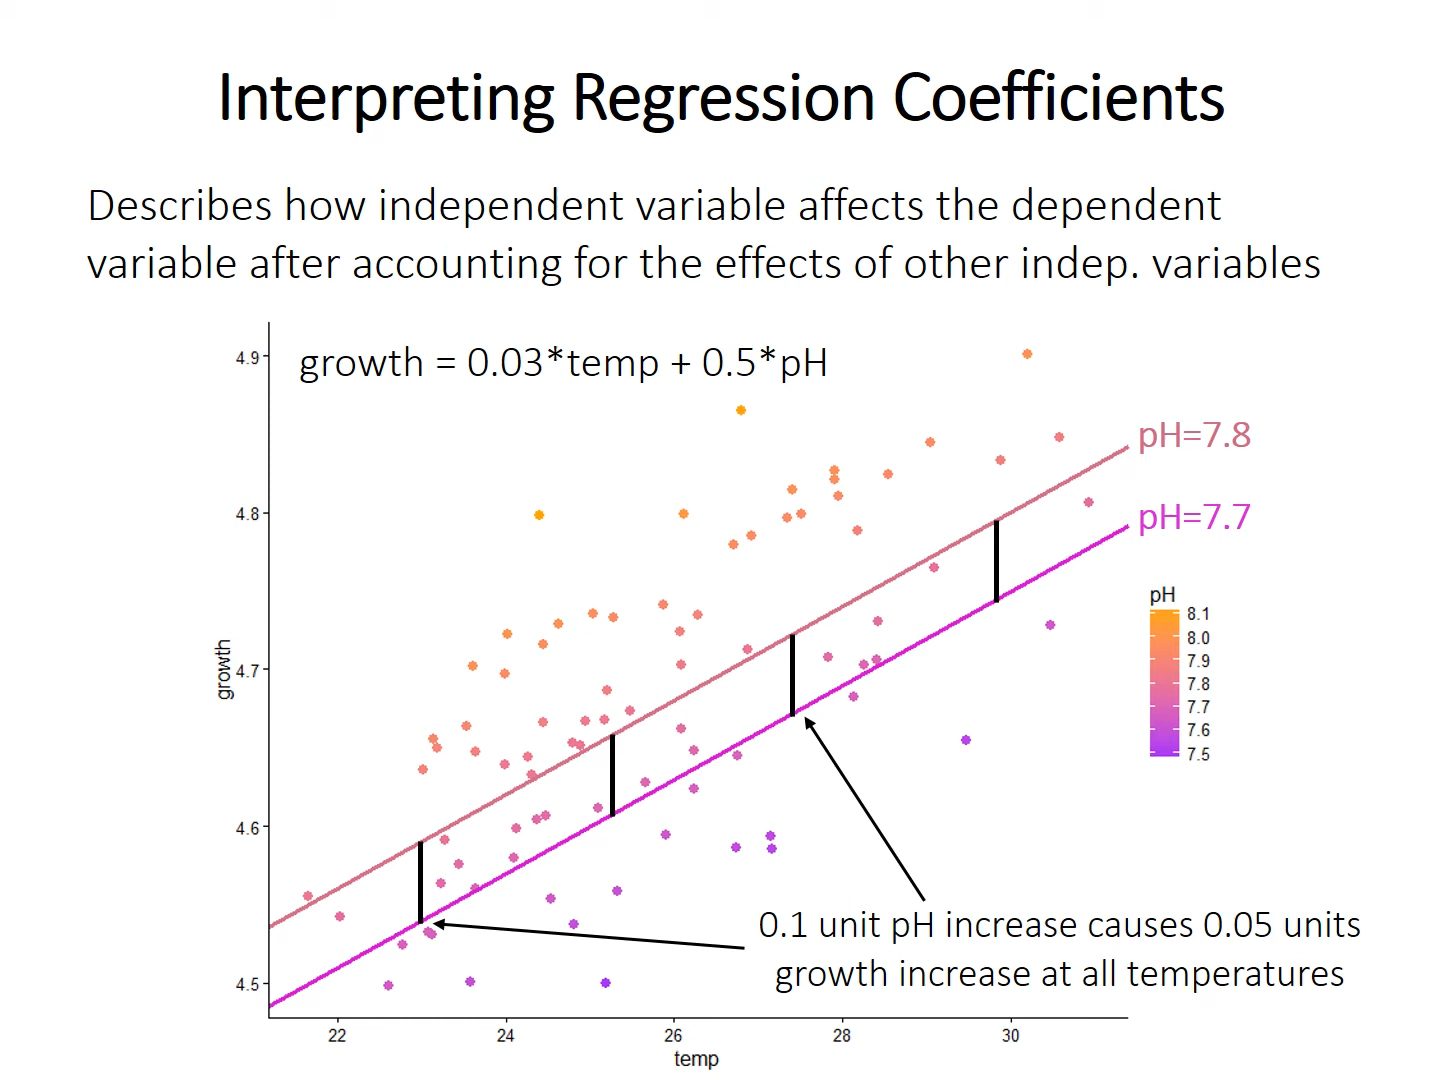 Interpreting Regression Coefficients
Describes how independent variable affects the dependent
variable after accounting for the effects of other indep. variables
growth = 0.03*temp + 0.5*pH
4.9
4.8
4.7
4.6
4.5
growth
22
24
26
28
30
temp
pH=7.8
pH=7.7
pH
8.1
8.0
7.9
7.8
7.7
7.6
7.5
0.1 unit pH increase causes 0.05 units
growth increase at all temperatures